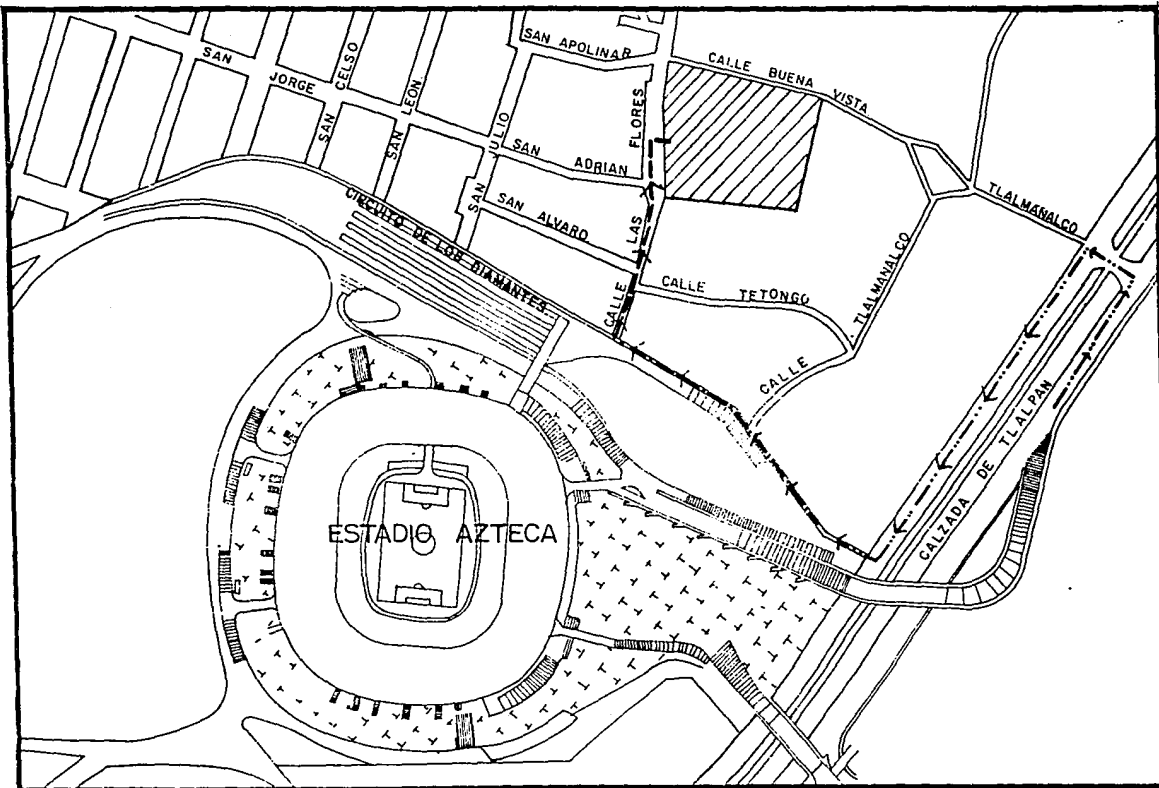 SAN APOLINAR
CALLE BUENA VISTA
SAN JORGE
SAN CELSO
SAN LEON
SAN JULIO
CALLE LAS FLORES
SAN ADRIAN
SAN ALVARO
TLALMANALCO
CIRCUITO DE LOS DIAMANTES
CALLE TETONGO
CALLE TLALMANALCO
CALZADA DE TLALPAN
ESTADIO AZTECA